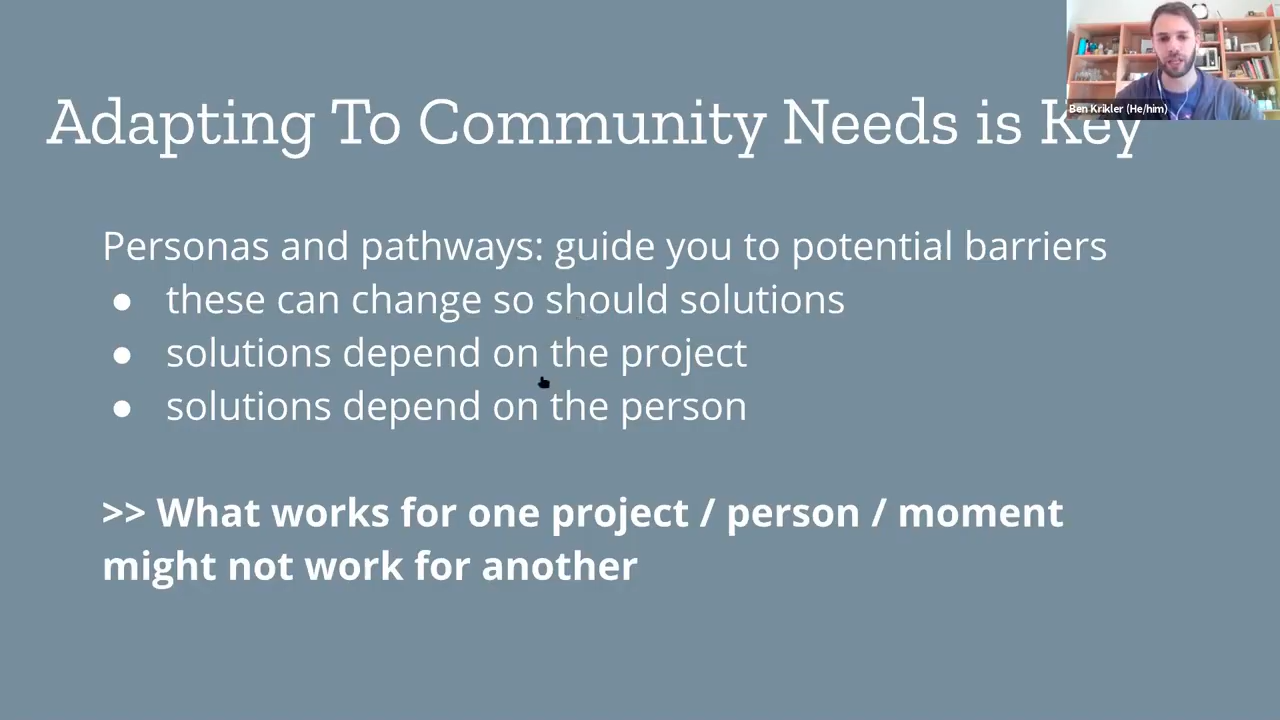 Adapting To Community Needs is Key
Ben Krikler (He/him)
Personas and pathways: guide you to potential barriers
● these can change so should solutions
● solutions depend on the project
● solutions depend on the person
>> What works for one project / person / moment
might not work for another